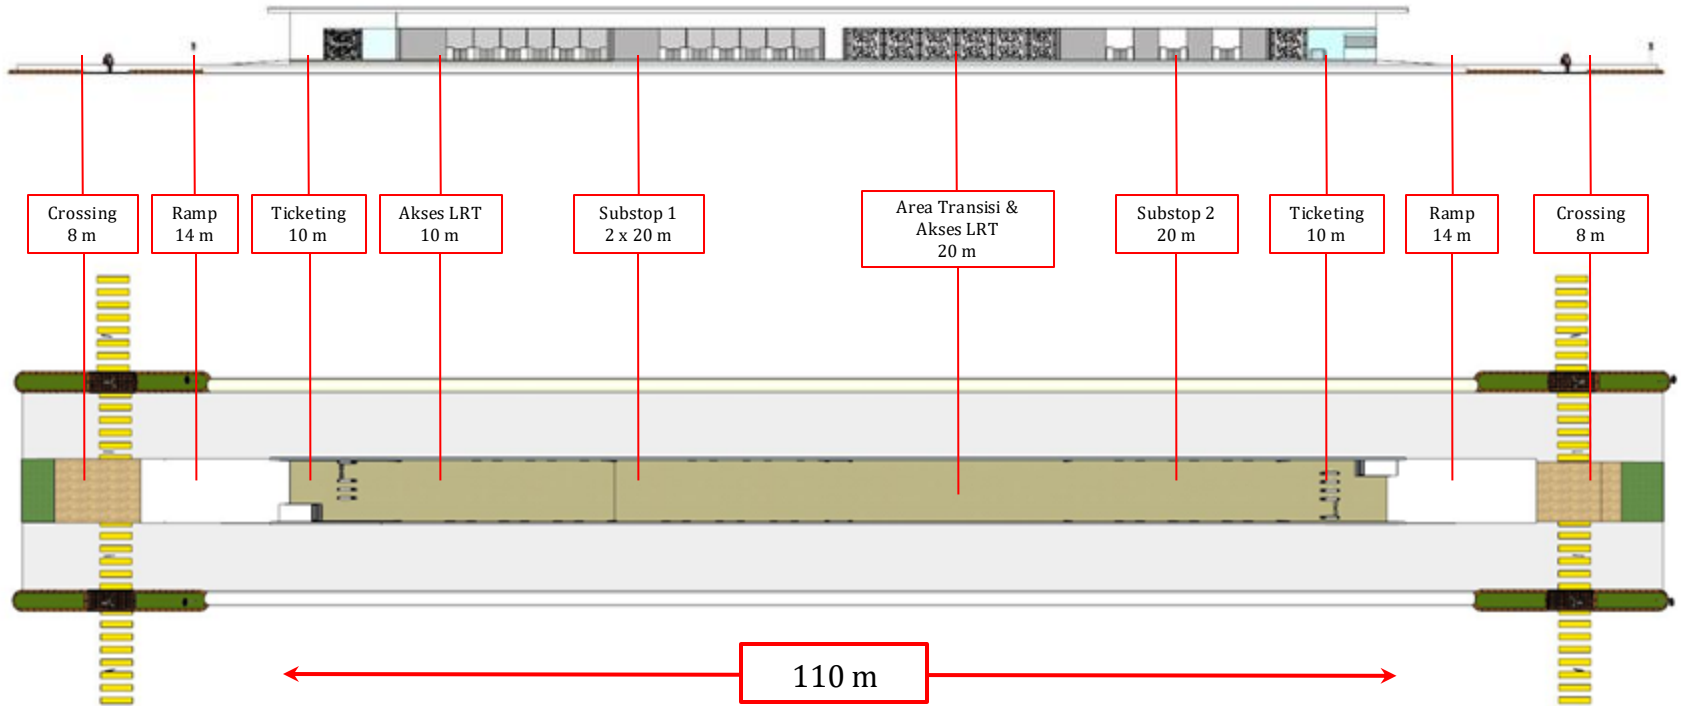 Crossing
8 m
Ramp
14 m
Ticketing
10 m
Akses LRT
10 m
Substop 1
2 x 20 m
Area Transisi &
Akses LRT
20 m
Substop 2
20 m
Ticketing
10 m
Ramp
14 m
Crossing
8 m
110 m